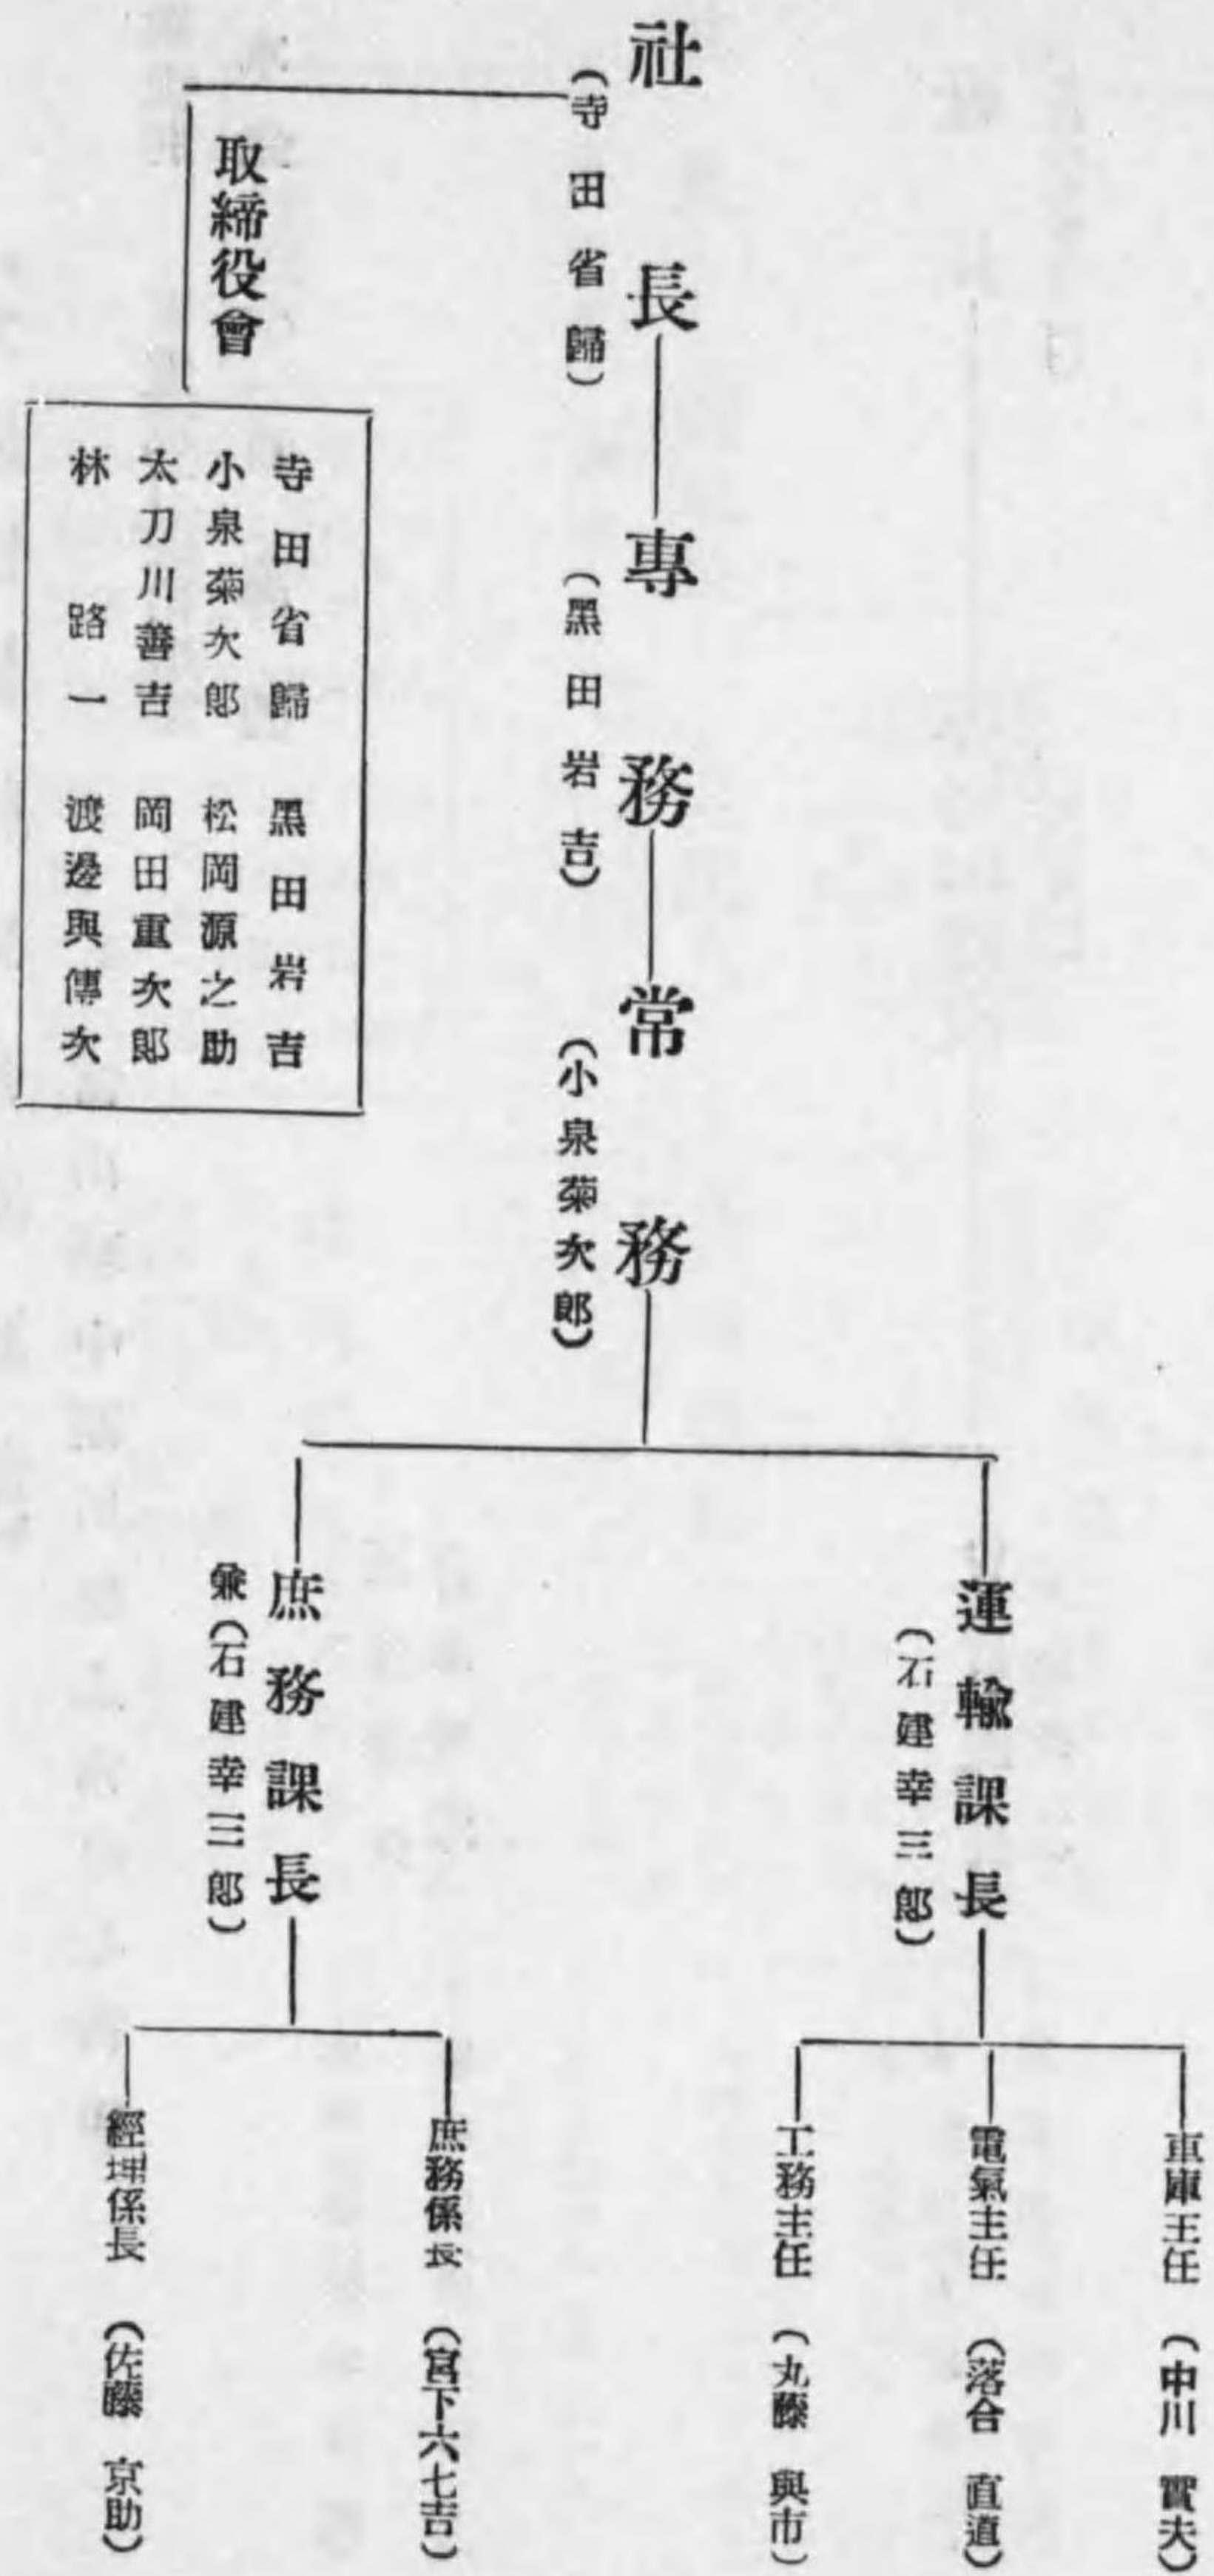 社長
（寺田省歸）
專務
（黑田岩吉）
常務
（小泉菊次郎）
取締役會
寺田省歸　黑田岩吉
小泉菊次郎　松岡源之助
太刀川善吉　岡田重次郎
林路一　渡邊與傳次
運輸課長
（石建幸三郎）
車庫主任　（中川實夫）
電氣主任　（落合直道）
工務主任　（丸藤與市）
庶務課長
兼（石建幸三郎）
庶務係長　（宮下六七吉）
經理係長　（佐藤京助）